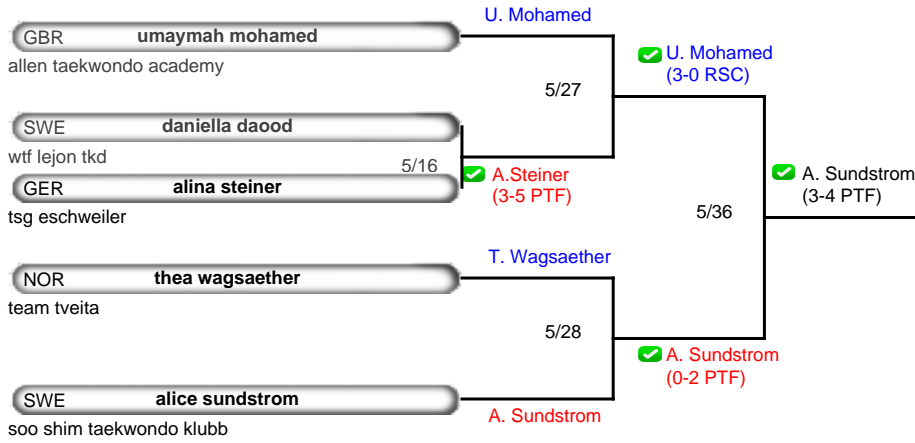 U. Mohamed
GBR umaymah mohamed
allen taekwondo academy
U. Mohamed
(3-0 RSC)
5/27
SWE daniella daood
wtf lejon tkd
5/16
A.Steiner
(3-5 PTF)
GER alina steiner
tsg eschweiler
A. Sundstrom
(3-4 PTF)
5/36
T. Wagsaether
NOR thea wagsaether
team tveita
5/28
A. Sundstrom
(0-2 PTF)
SWE alice sundstrom
A. Sundstrom
soo shim taekwondo klubb